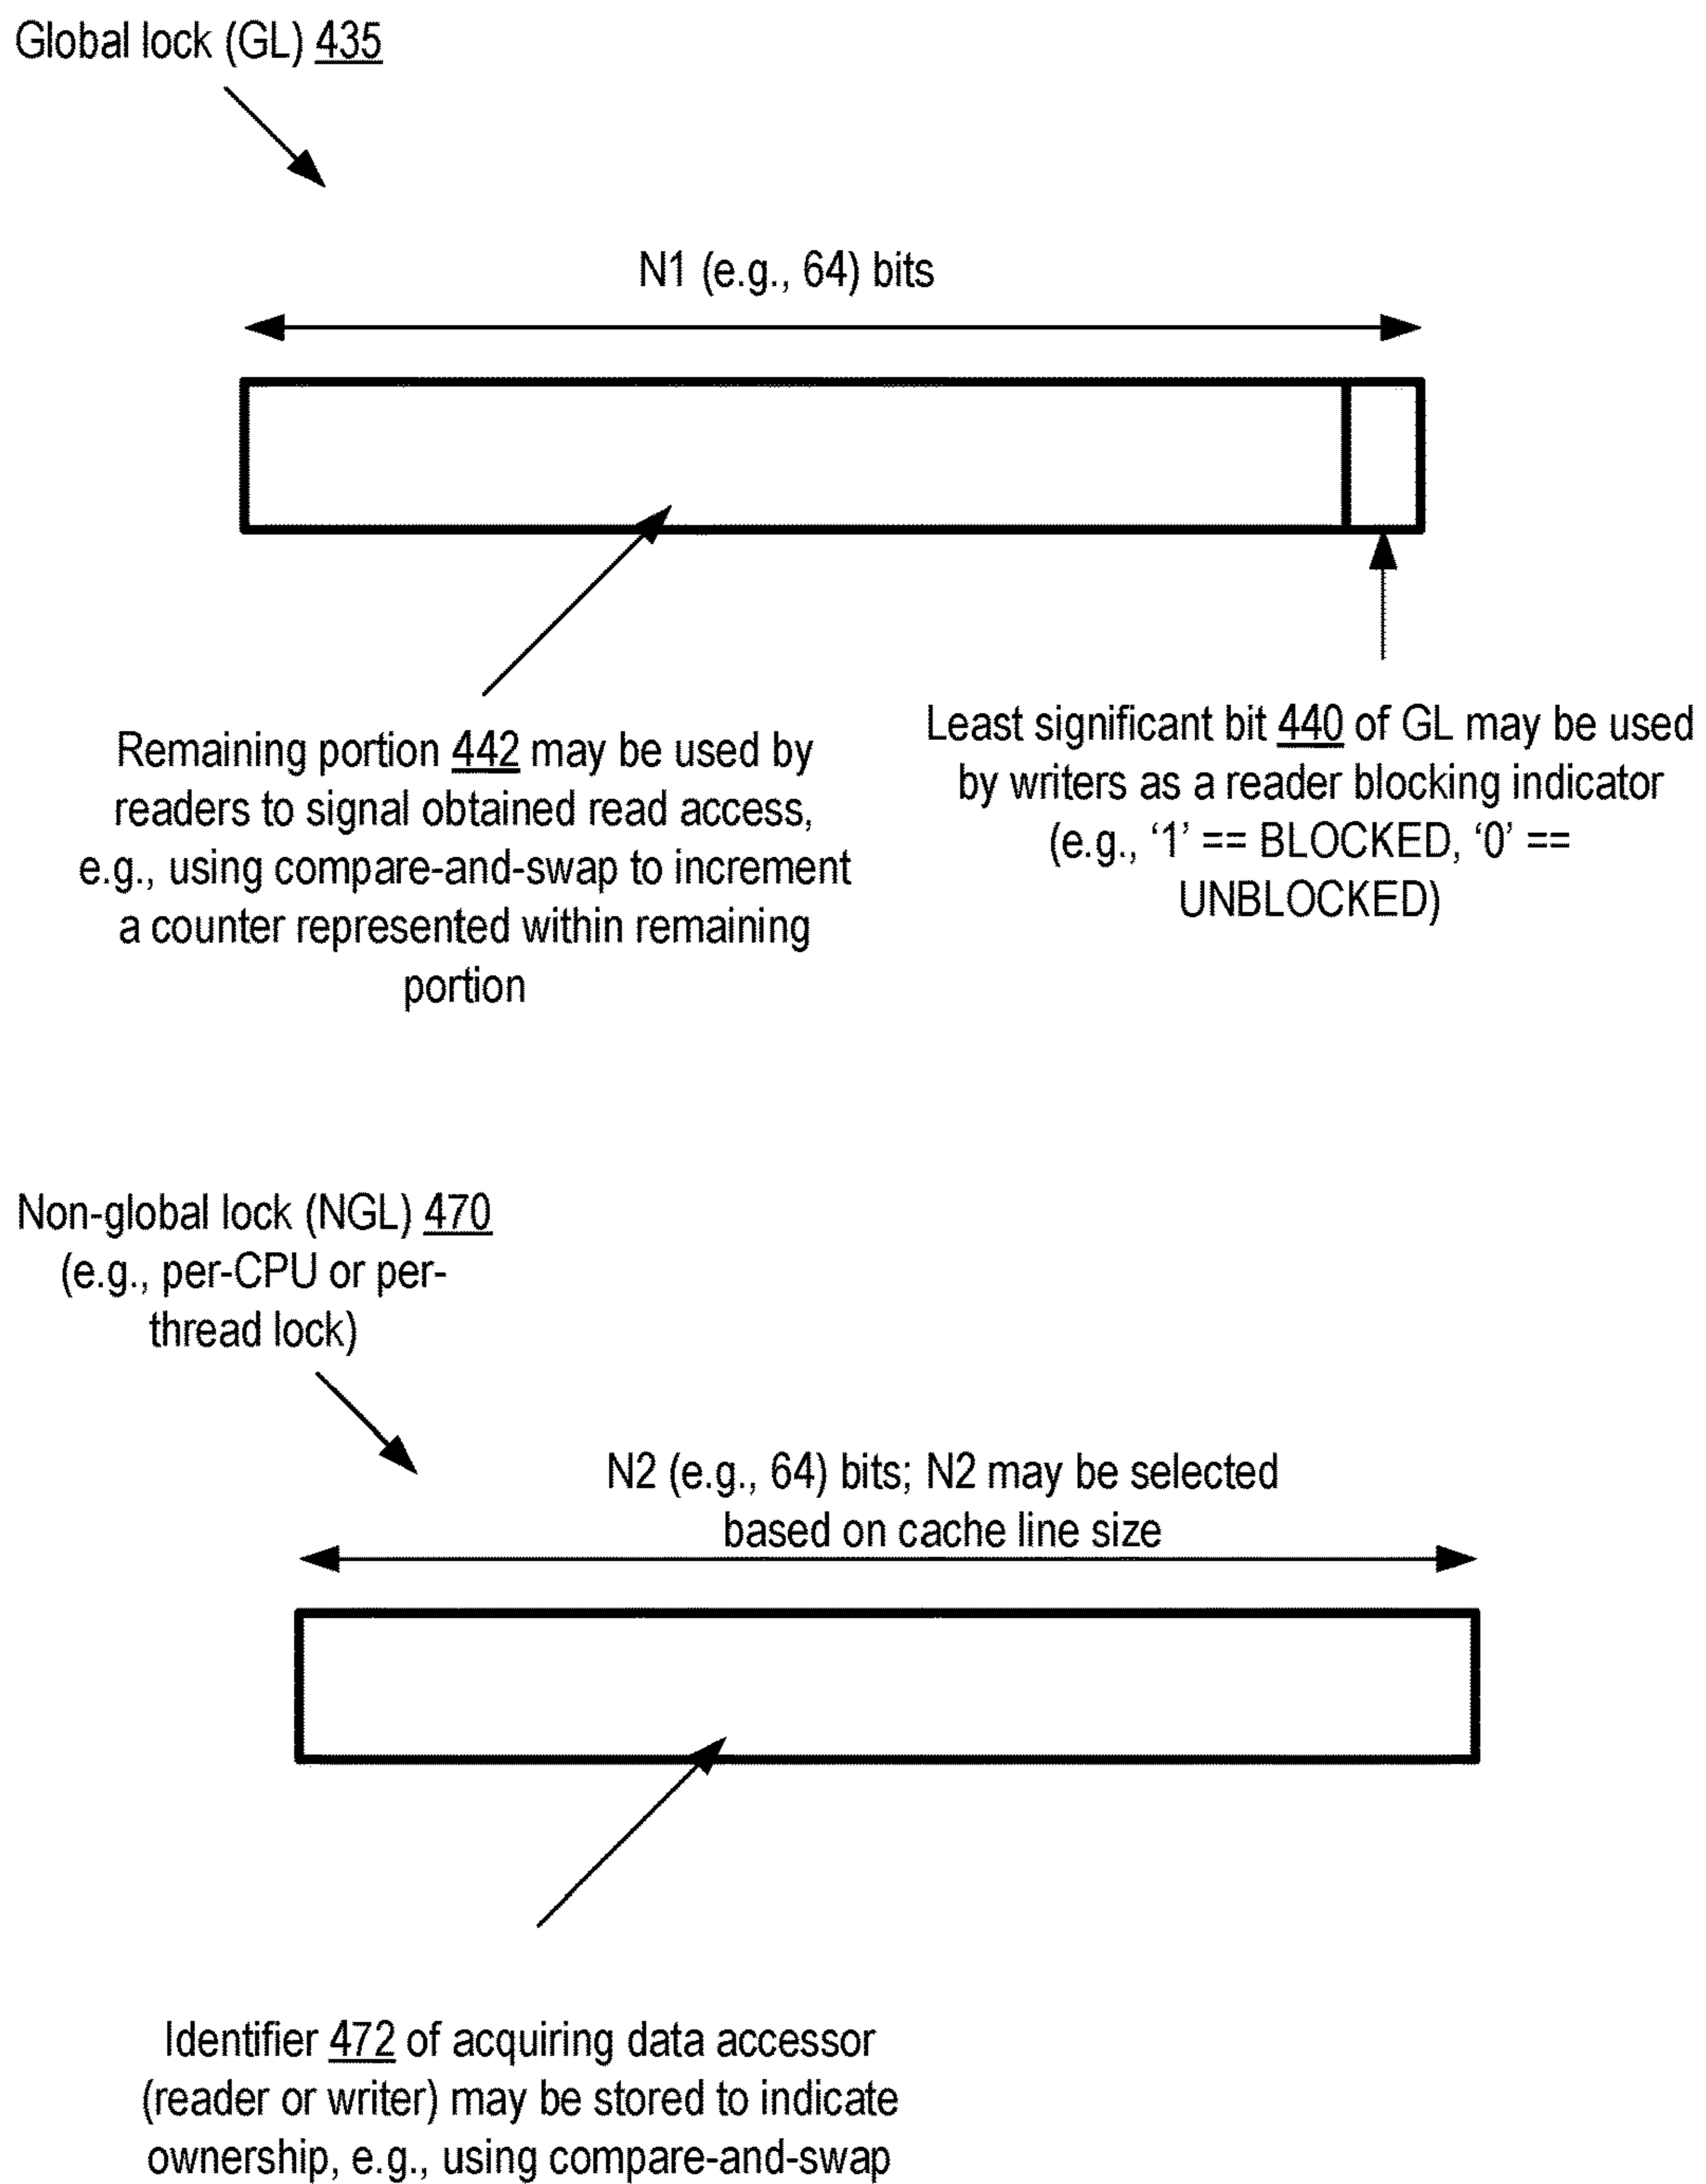 Global lock (GL) 435
N1 (e.g., 64) bits
Remaining portion 442 may be used by
readers to signal obtained read access,
e.g., using compare-and-swap to increment
a counter represented within remaining
portion
Least significant bit 440 of GL may be used
by writers as a reader blocking indicator
(e.g., ‘1’ == BLOCKED, ‘0’ ==
UNBLOCKED)
Non-global lock (NGL) 470
(e.g., per-CPU or per-
thread lock)
N2 (e.g., 64) bits; N2 may be selected
based on cache line size
Identifier 472 of acquiring data accessor
(reader or writer) may be stored to indicate
ownership, e.g., using compare-and-swap